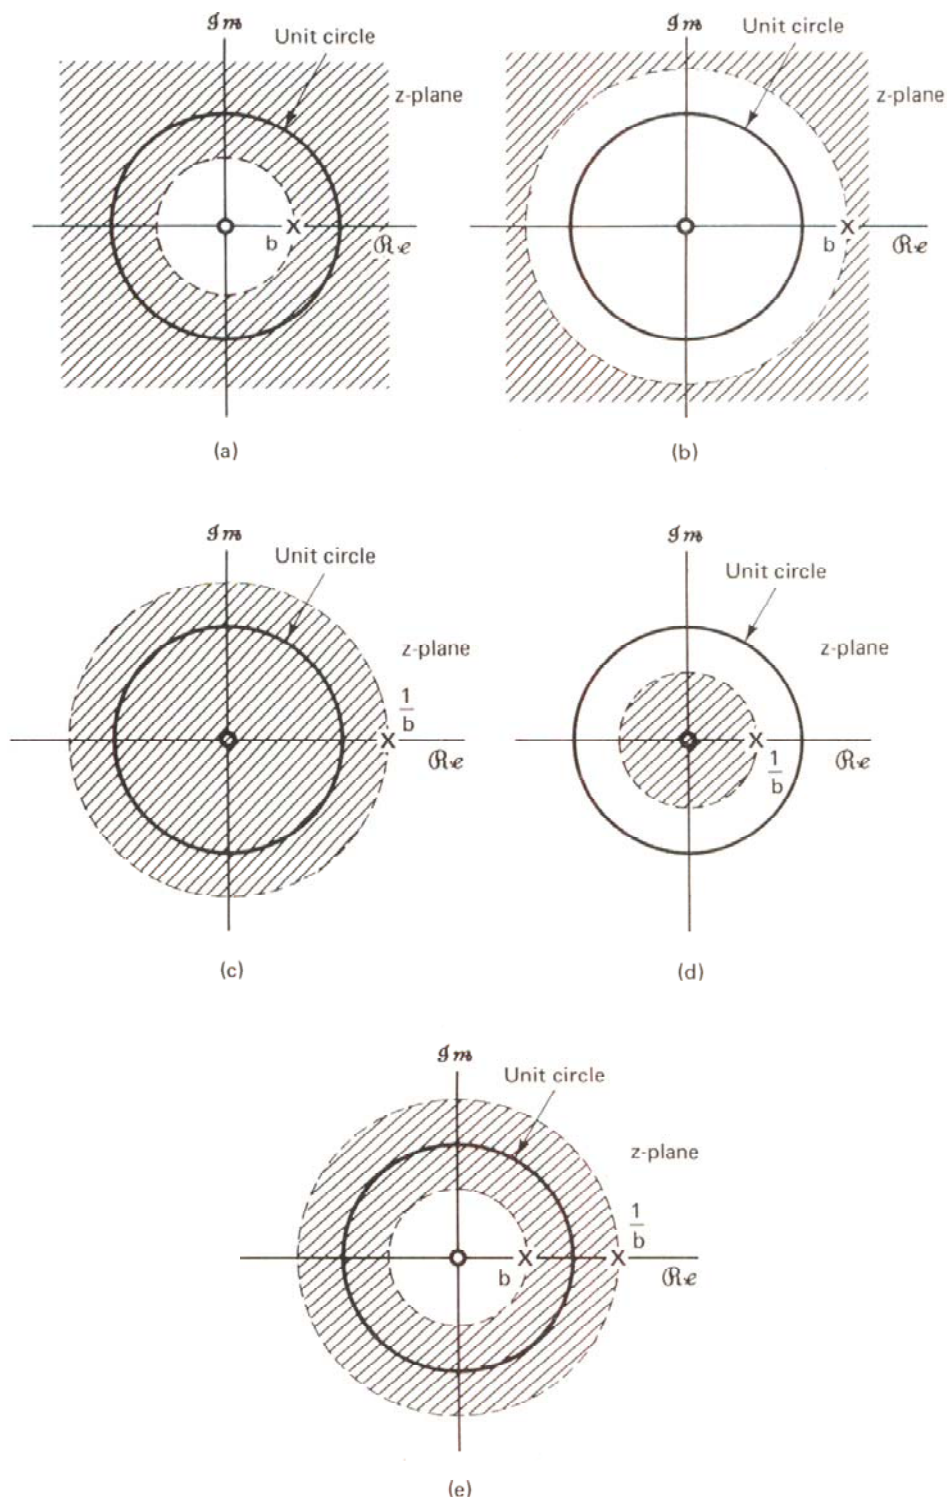 ℐm
Unit circle
z-plane
b
ℛe
(a)
ℐm
Unit circle
z-plane
b
ℛe
(b)
ℐm
Unit circle
z-plane
1/b
ℛe
(c)
ℐm
Unit circle
z-plane
1/b
ℛe
(d)
ℐm
Unit circle
z-plane
1/b
b
ℛe
(e)